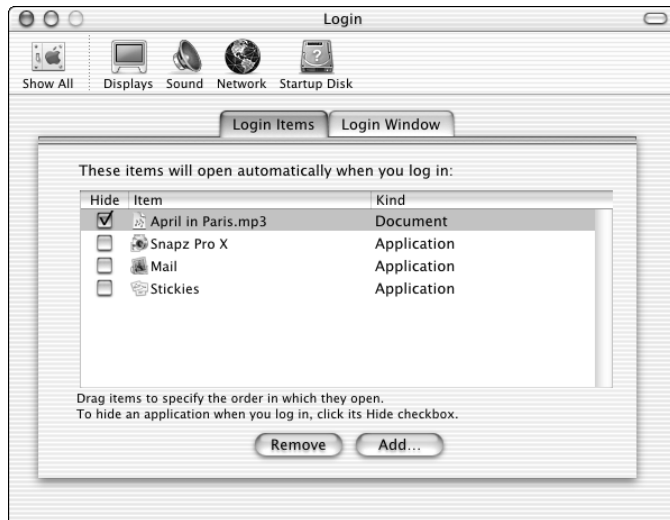 Login
Show All Displays Sound Network Startup Disk
Login Items Login Window
These items will open automatically when you log in:
Hide Item Kind
April in Paris.mp3 Document
Snapz Pro X Application
Mail Application
Stickies Application
Drag items to specify the order in which they open.
To hide an application when you log in, click its Hide checkbox.
Remove Add...